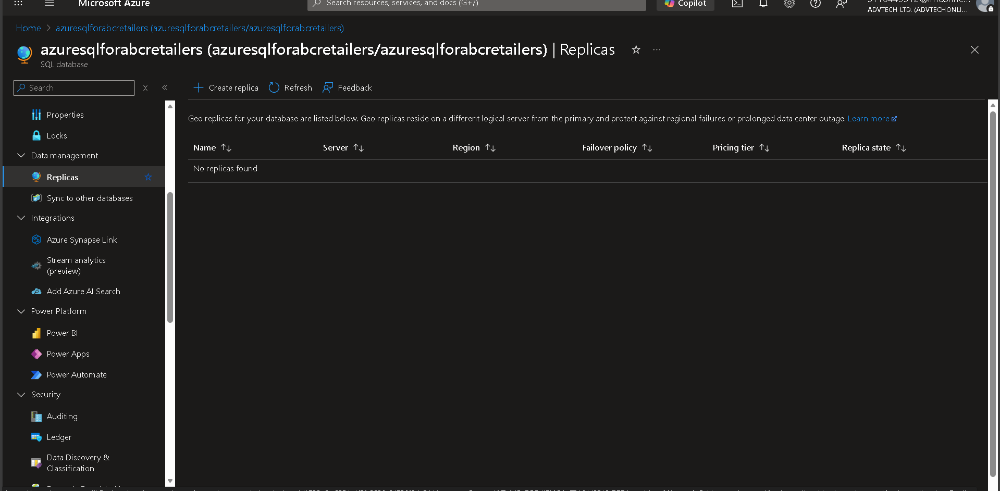 Microsoft Azure
Search resources, services, and docs (G+/)
Copilot
ADVTECH LTD. (ADVTECHONLI...
Home > azuresqlforabcretailers (azuresqlforabcretailers/azuresqlforabcretailers)
azuresqlforabcretailers (azuresqlforabcretailers/azuresqlforabcretailers) | Replicas
SQL database
Search
Create replica Refresh Feedback
Properties
Locks
Data management
Replicas
Sync to other databases
Integrations
Azure Synapse Link
Stream analytics
(preview)
Add Azure AI Search
Power Platform
Power BI
Power Apps
Power Automate
Security
Auditing
Ledger
Data Discovery &
Classification
Geo replicas for your database are listed below. Geo replicas reside on a different logical server from the primary and protect against regional failures or prolonged data center outage. Learn more
Name Server Region Failover policy Pricing tier Replica state
No replicas found